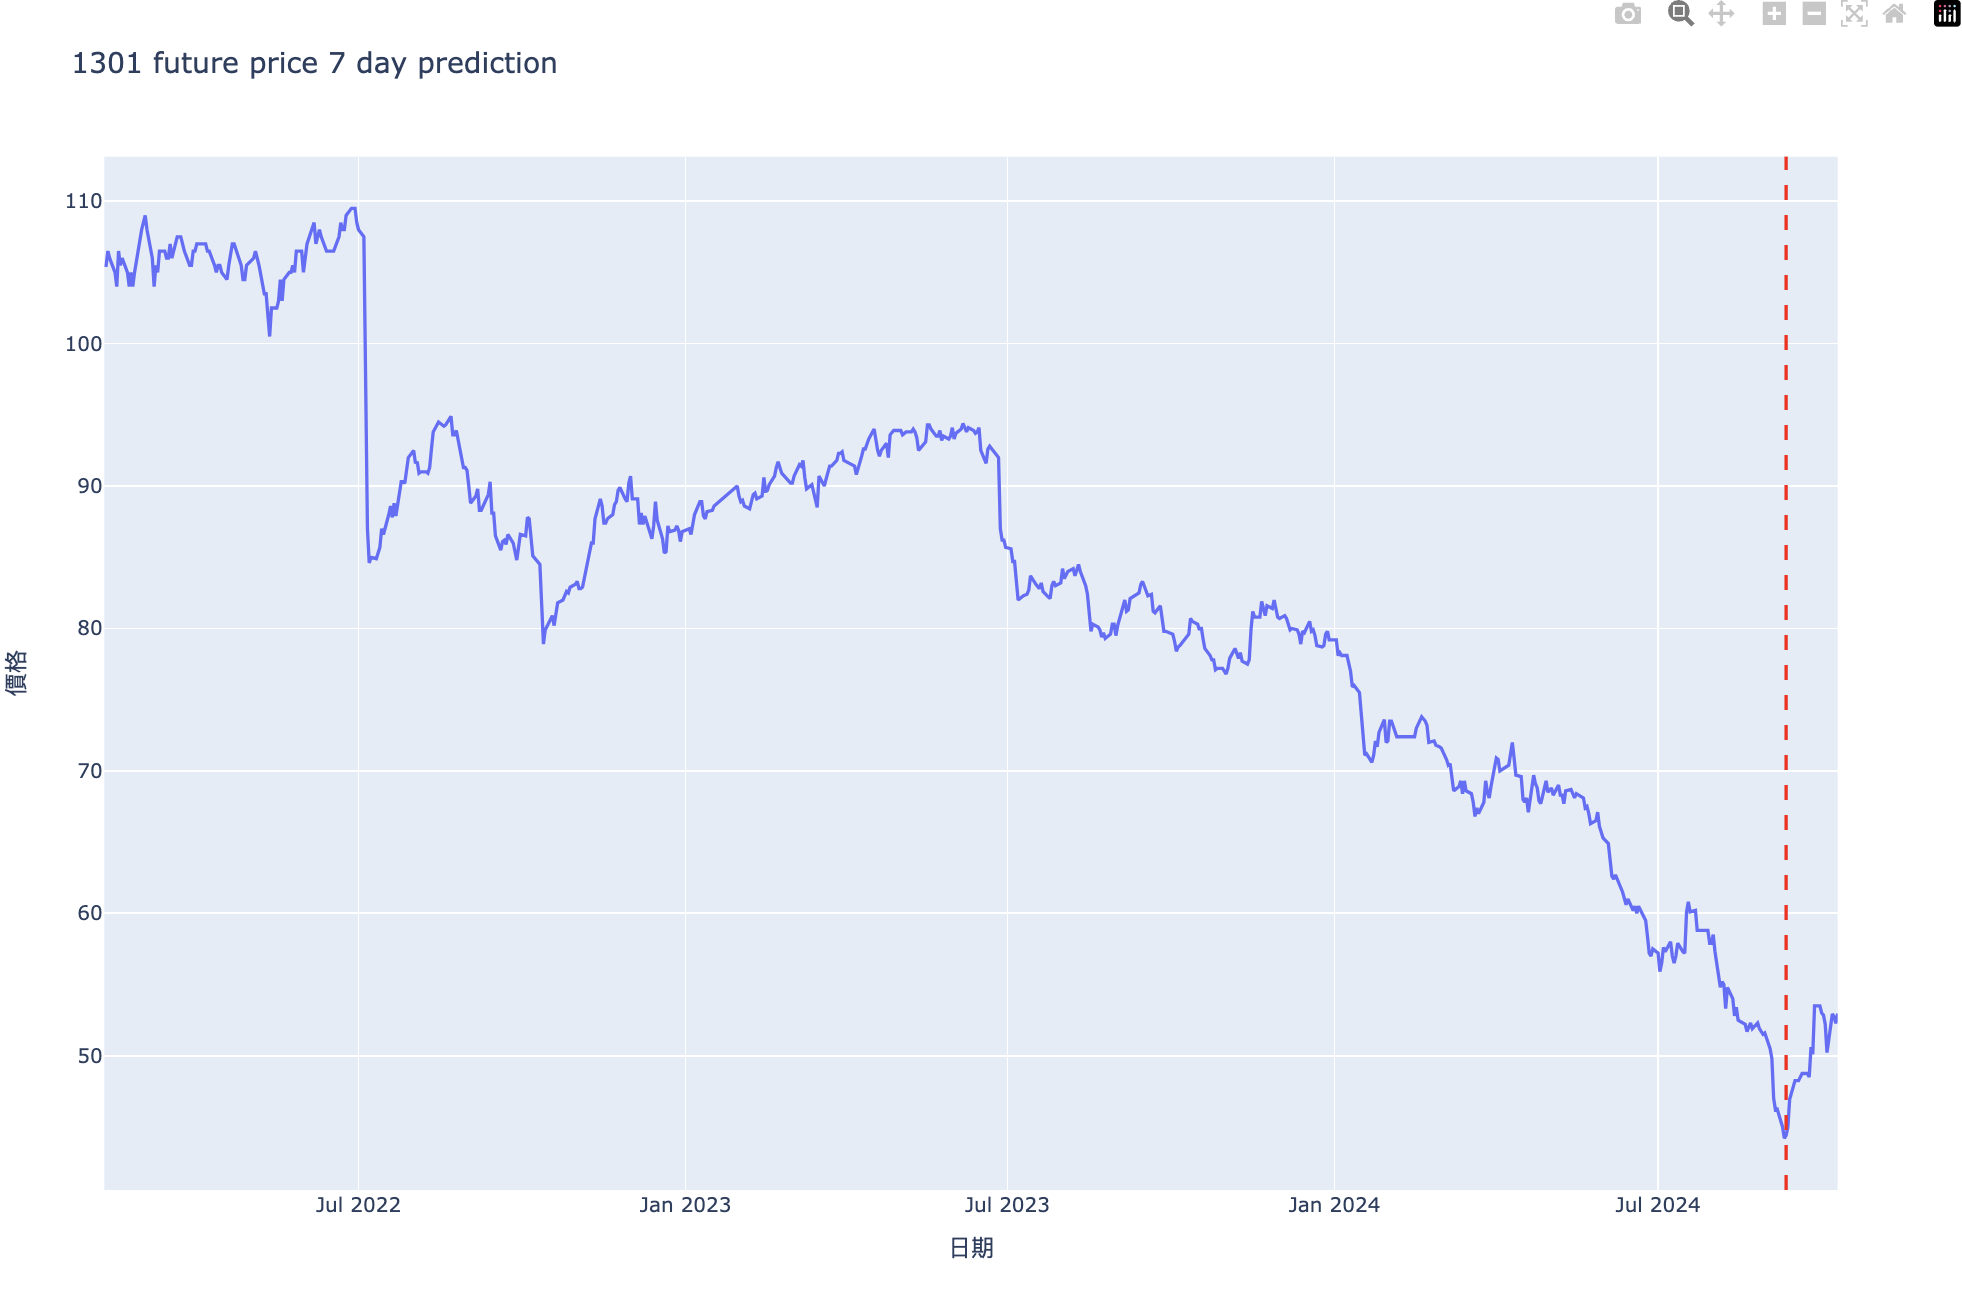 1301 future price 7 day prediction
110
100
90
80
70
60
50
價格
Jul 2022
Jan 2023
Jul 2023
Jan 2024
Jul 2024
日期